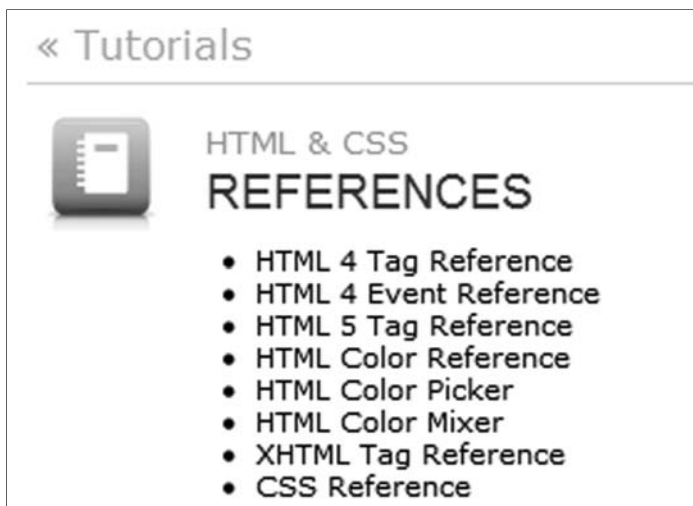 « Tutorials
HTML & CSS
REFERENCES
• HTML 4 Tag Reference
• HTML 4 Event Reference
• HTML 5 Tag Reference
• HTML Color Reference
• HTML Color Picker
• HTML Color Mixer
• XHTML Tag Reference
• CSS Reference